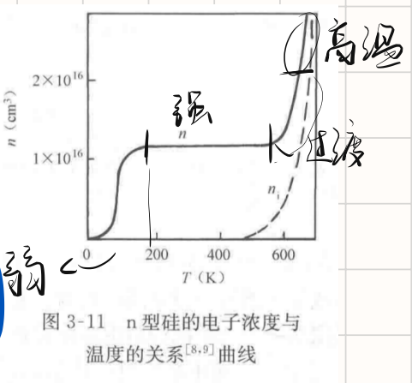 高温
2×10¹⁶
强
n
n (cm³)
1×10¹⁶
过渡
nᵢ
弱
0 200 400 600
T (K)
图 3-11 n 型硅的电子浓度与
温度的关系[8,9]曲线